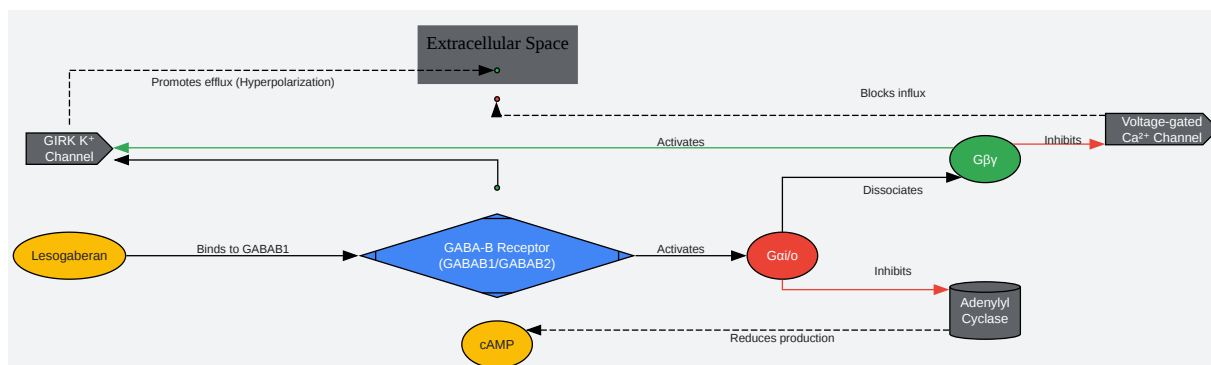 Extracellular Space
Promotes efflux (Hyperpolarization)
Blocks influx
GIRK K⁺
Channel
Activates
Gβγ
Inhibits
Voltage-gated
Ca²⁺ Channel
Dissociates
Lesogaberan
Binds to GABAB1
GABA-B Receptor
(GABAB1/GABAB2)
Activates
Gαi/o
Inhibits
Adenylyl
Cyclase
Reduces production
cAMP